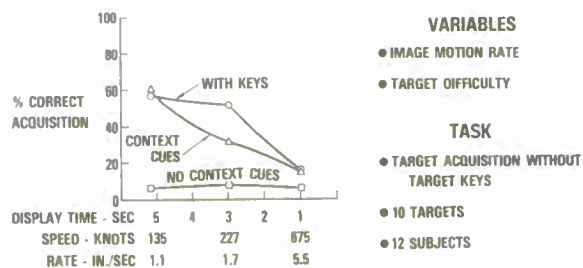 100
80
60
40
20
0
% CORRECT
ACQUISITION
WITH KEYS
CONTEXT
CUES
NO CONTEXT CUES
DISPLAY TIME - SEC 5 4 3 2 1
SPEED - KNOTS 135 227 675
RATE - IN./SEC 1.1 1.7 5.5
VARIABLES
● IMAGE MOTION RATE
● TARGET DIFFICULTY
TASK
● TARGET ACQUISITION WITHOUT
TARGET KEYS
● 10 TARGETS
● 12 SUBJECTS